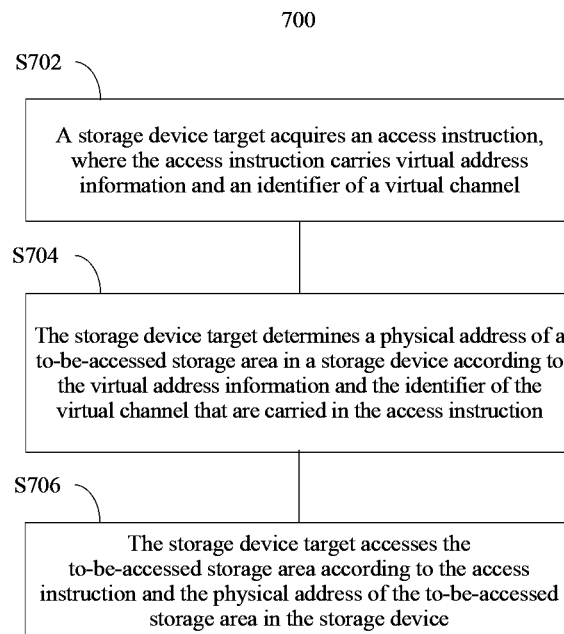 700
S702
A storage device target acquires an access instruction,
where the access instruction carries virtual address
information and an identifier of a virtual channel
S704
The storage device target determines a physical address of a
to-be-accessed storage area in a storage device according to
the virtual address information and the identifier of the
virtual channel that are carried in the access instruction
S706
The storage device target accesses the
to-be-accessed storage area according to the access
instruction and the physical address of the to-be-accessed
storage area in the storage device